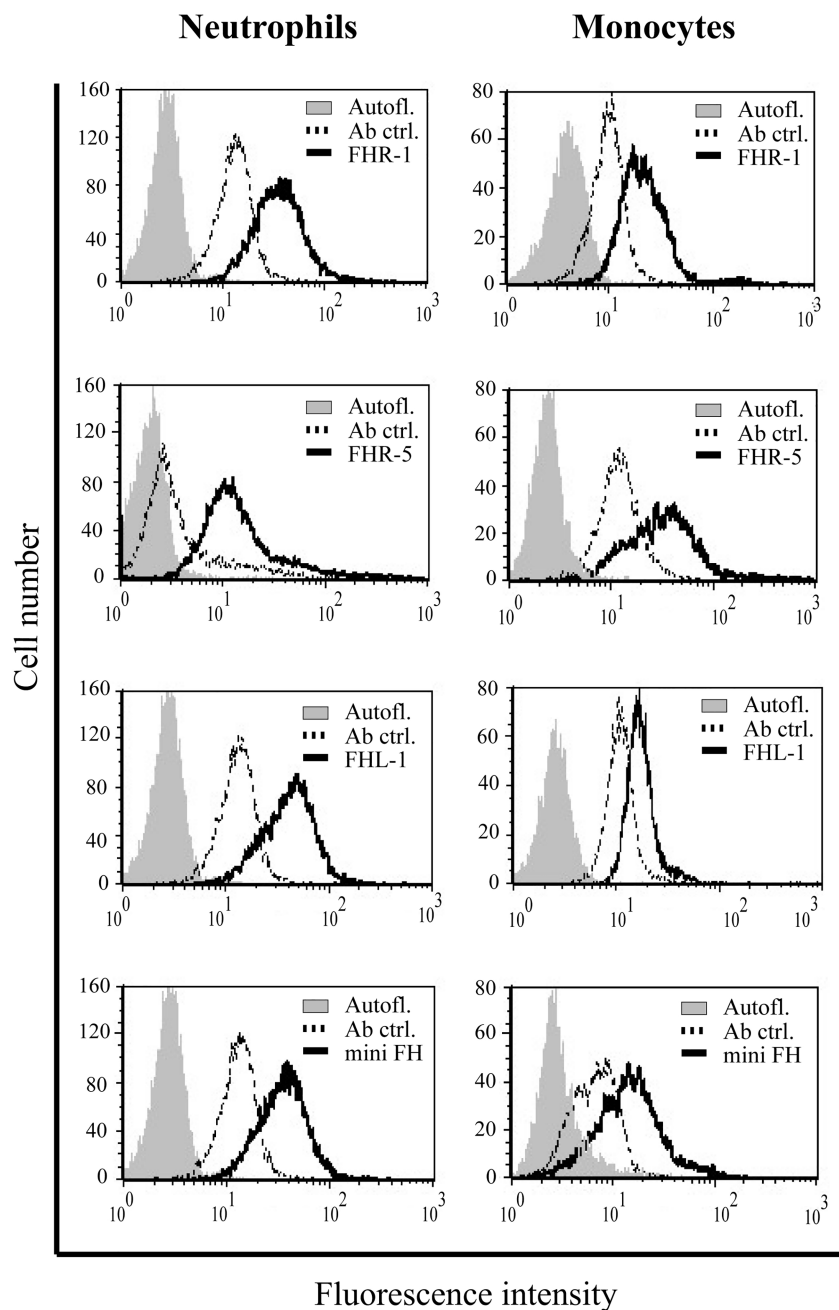 Neutrophils Monocytes
160
120
80
40
0
Autofl.
Ab ctrl.
FHR-1
10^0 10^1 10^2 10^3
80
60
40
20
0
Autofl.
Ab ctrl.
FHR-1
10^0 10^1 10^2 10^3
160
120
80
40
0
Autofl.
Ab ctrl.
FHR-5
10^0 10^1 10^2 10^3
80
60
40
20
0
Autofl.
Ab ctrl.
FHR-5
10^0 10^1 10^2 10^3
Cell number
160
120
80
40
0
Autofl.
Ab ctrl.
FHL-1
10^0 10^1 10^2 10^3
80
60
40
20
0
Autofl.
Ab ctrl.
FHL-1
10^0 10^1 10^2 10^3
160
120
80
40
0
Autofl.
Ab ctrl.
mini FH
10^0 10^1 10^2 10^3
80
60
40
20
0
Autofl.
Ab ctrl.
mini FH
10^0 10^1 10^2 10^3
Fluorescence intensity